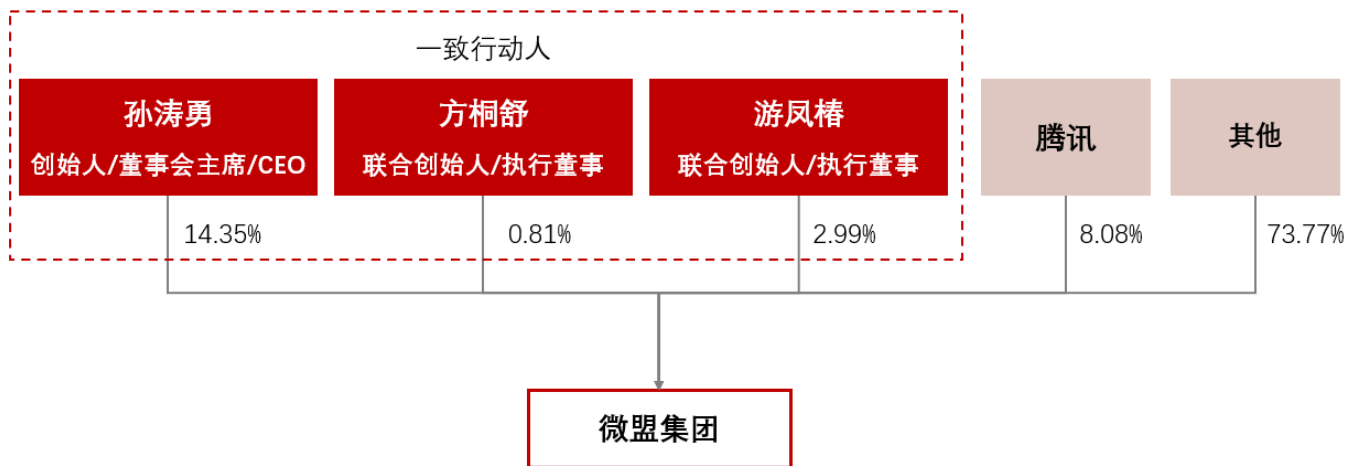 一致行动人
孙涛勇
创始人/董事会主席/CEO
方桐舒
联合创始人/执行董事
游凤椿
联合创始人/执行董事
腾讯
其他
14.35%
0.81%
2.99%
8.08%
73.77%
微盟集团